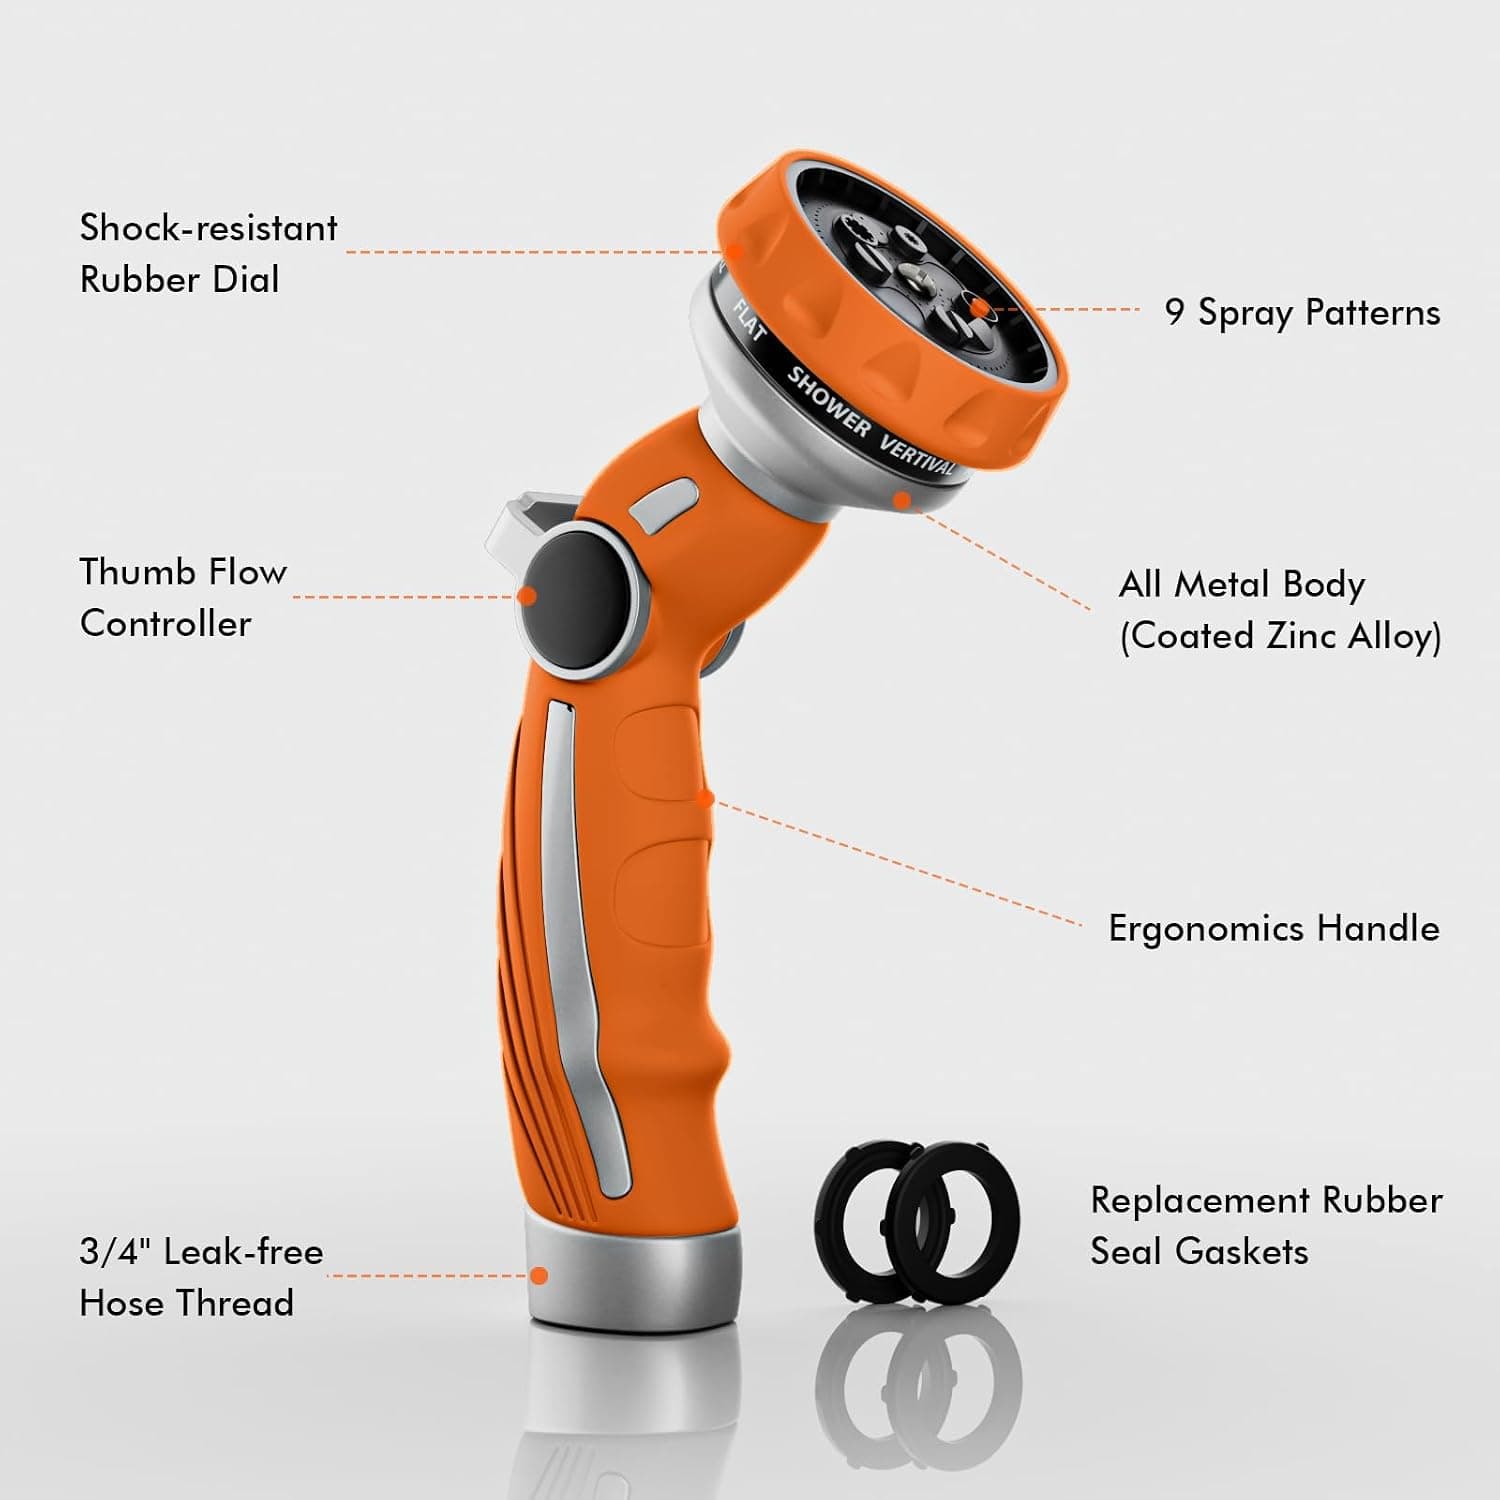 Shock-resistant
Rubber Dial
9 Spray Patterns
FLAT
SHOWER
VERTIVAL
Thumb Flow
Controller
All Metal Body
(Coated Zinc Alloy)
Ergonomics Handle
Replacement Rubber
Seal Gaskets
3/4" Leak-free
Hose Thread